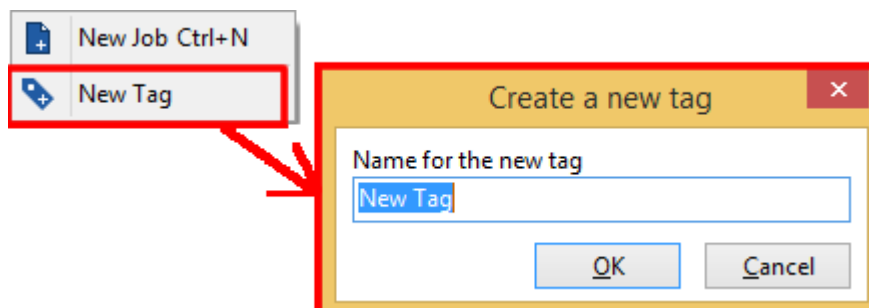 New Job Ctrl+N
New Tag
Create a new tag
Name for the new tag
New Tag
OK
Cancel